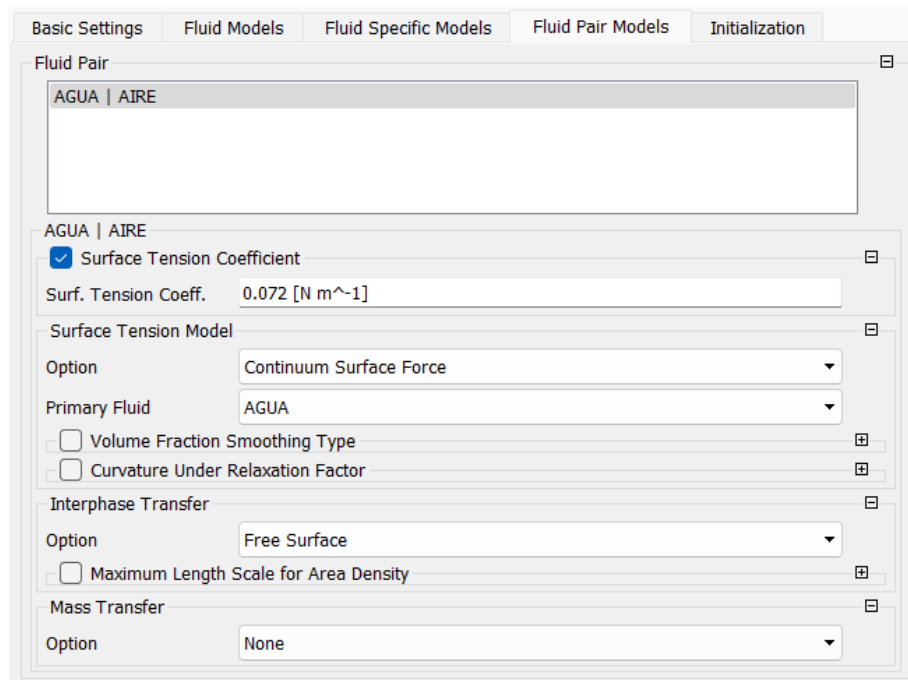 Basic Settings Fluid Models Fluid Specific Models Fluid Pair Models Initialization
Fluid Pair
AGUA | AIRE
AGUA | AIRE
Surface Tension Coefficient
Surf. Tension Coeff. 0.072 [N m^-1]
Surface Tension Model
Option Continuum Surface Force
Primary Fluid AGUA
Volume Fraction Smoothing Type
Curvature Under Relaxation Factor
Interphase Transfer
Option Free Surface
Maximum Length Scale for Area Density
Mass Transfer
Option None